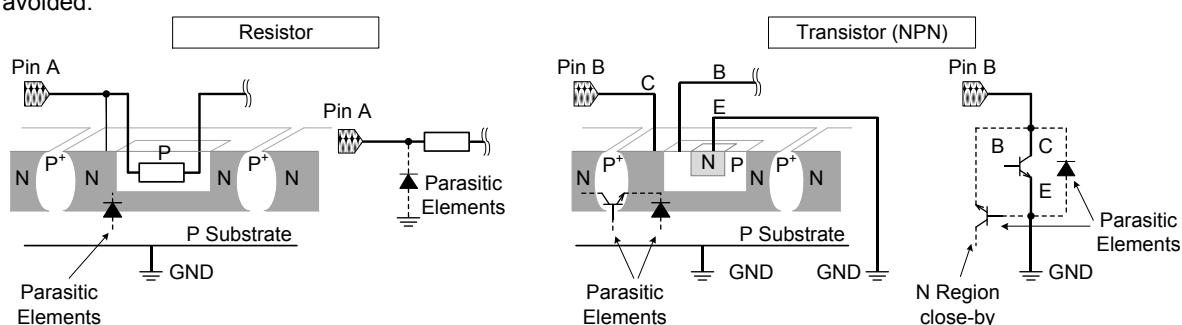 avoided.
Resistor
Transistor (NPN)
Pin A
Pin A
N P+ N P N P+ N
Parasitic
Elements
P Substrate
GND
Parasitic
Elements
Pin B
C
B
E
N P+ N P N P+ N
P Substrate
GND
GND
Parasitic
Elements
Pin B
B
C
E
Parasitic
Elements
GND
N Region
close-by